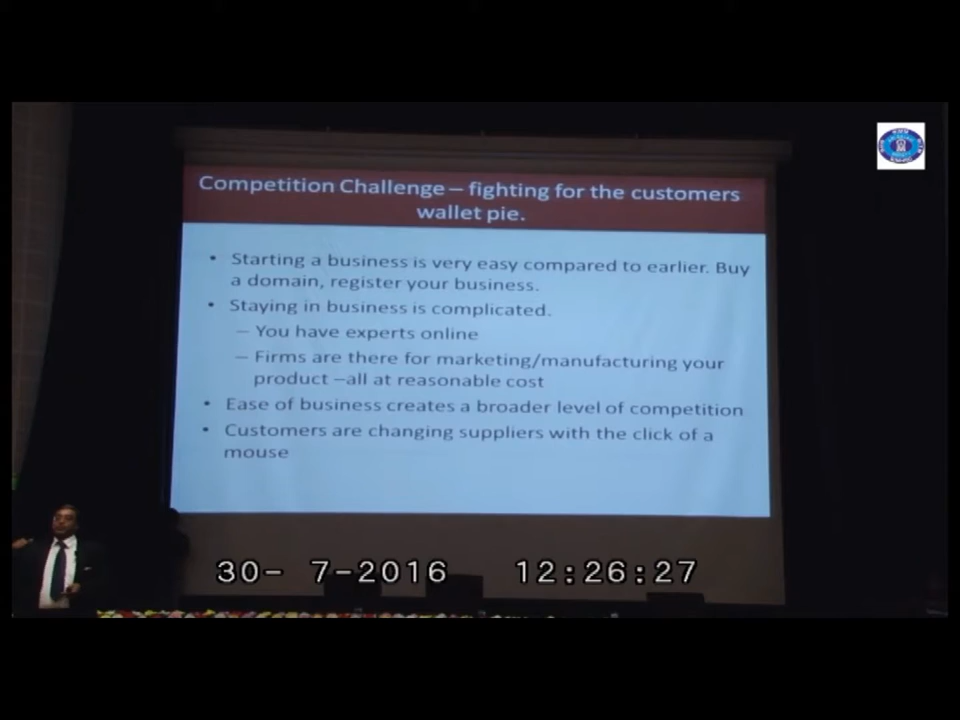 Competition Challenge – fighting for the customers
wallet pie.
• Starting a business is very easy compared to earlier. Buy
a domain, register your business.
• Staying in business is complicated.
– You have experts online
– Firms are there for marketing/manufacturing your
product –all at reasonable cost
• Ease of business creates a broader level of competition
• Customers are changing suppliers with the click of a
mouse
30- 7-2016 12:26:27